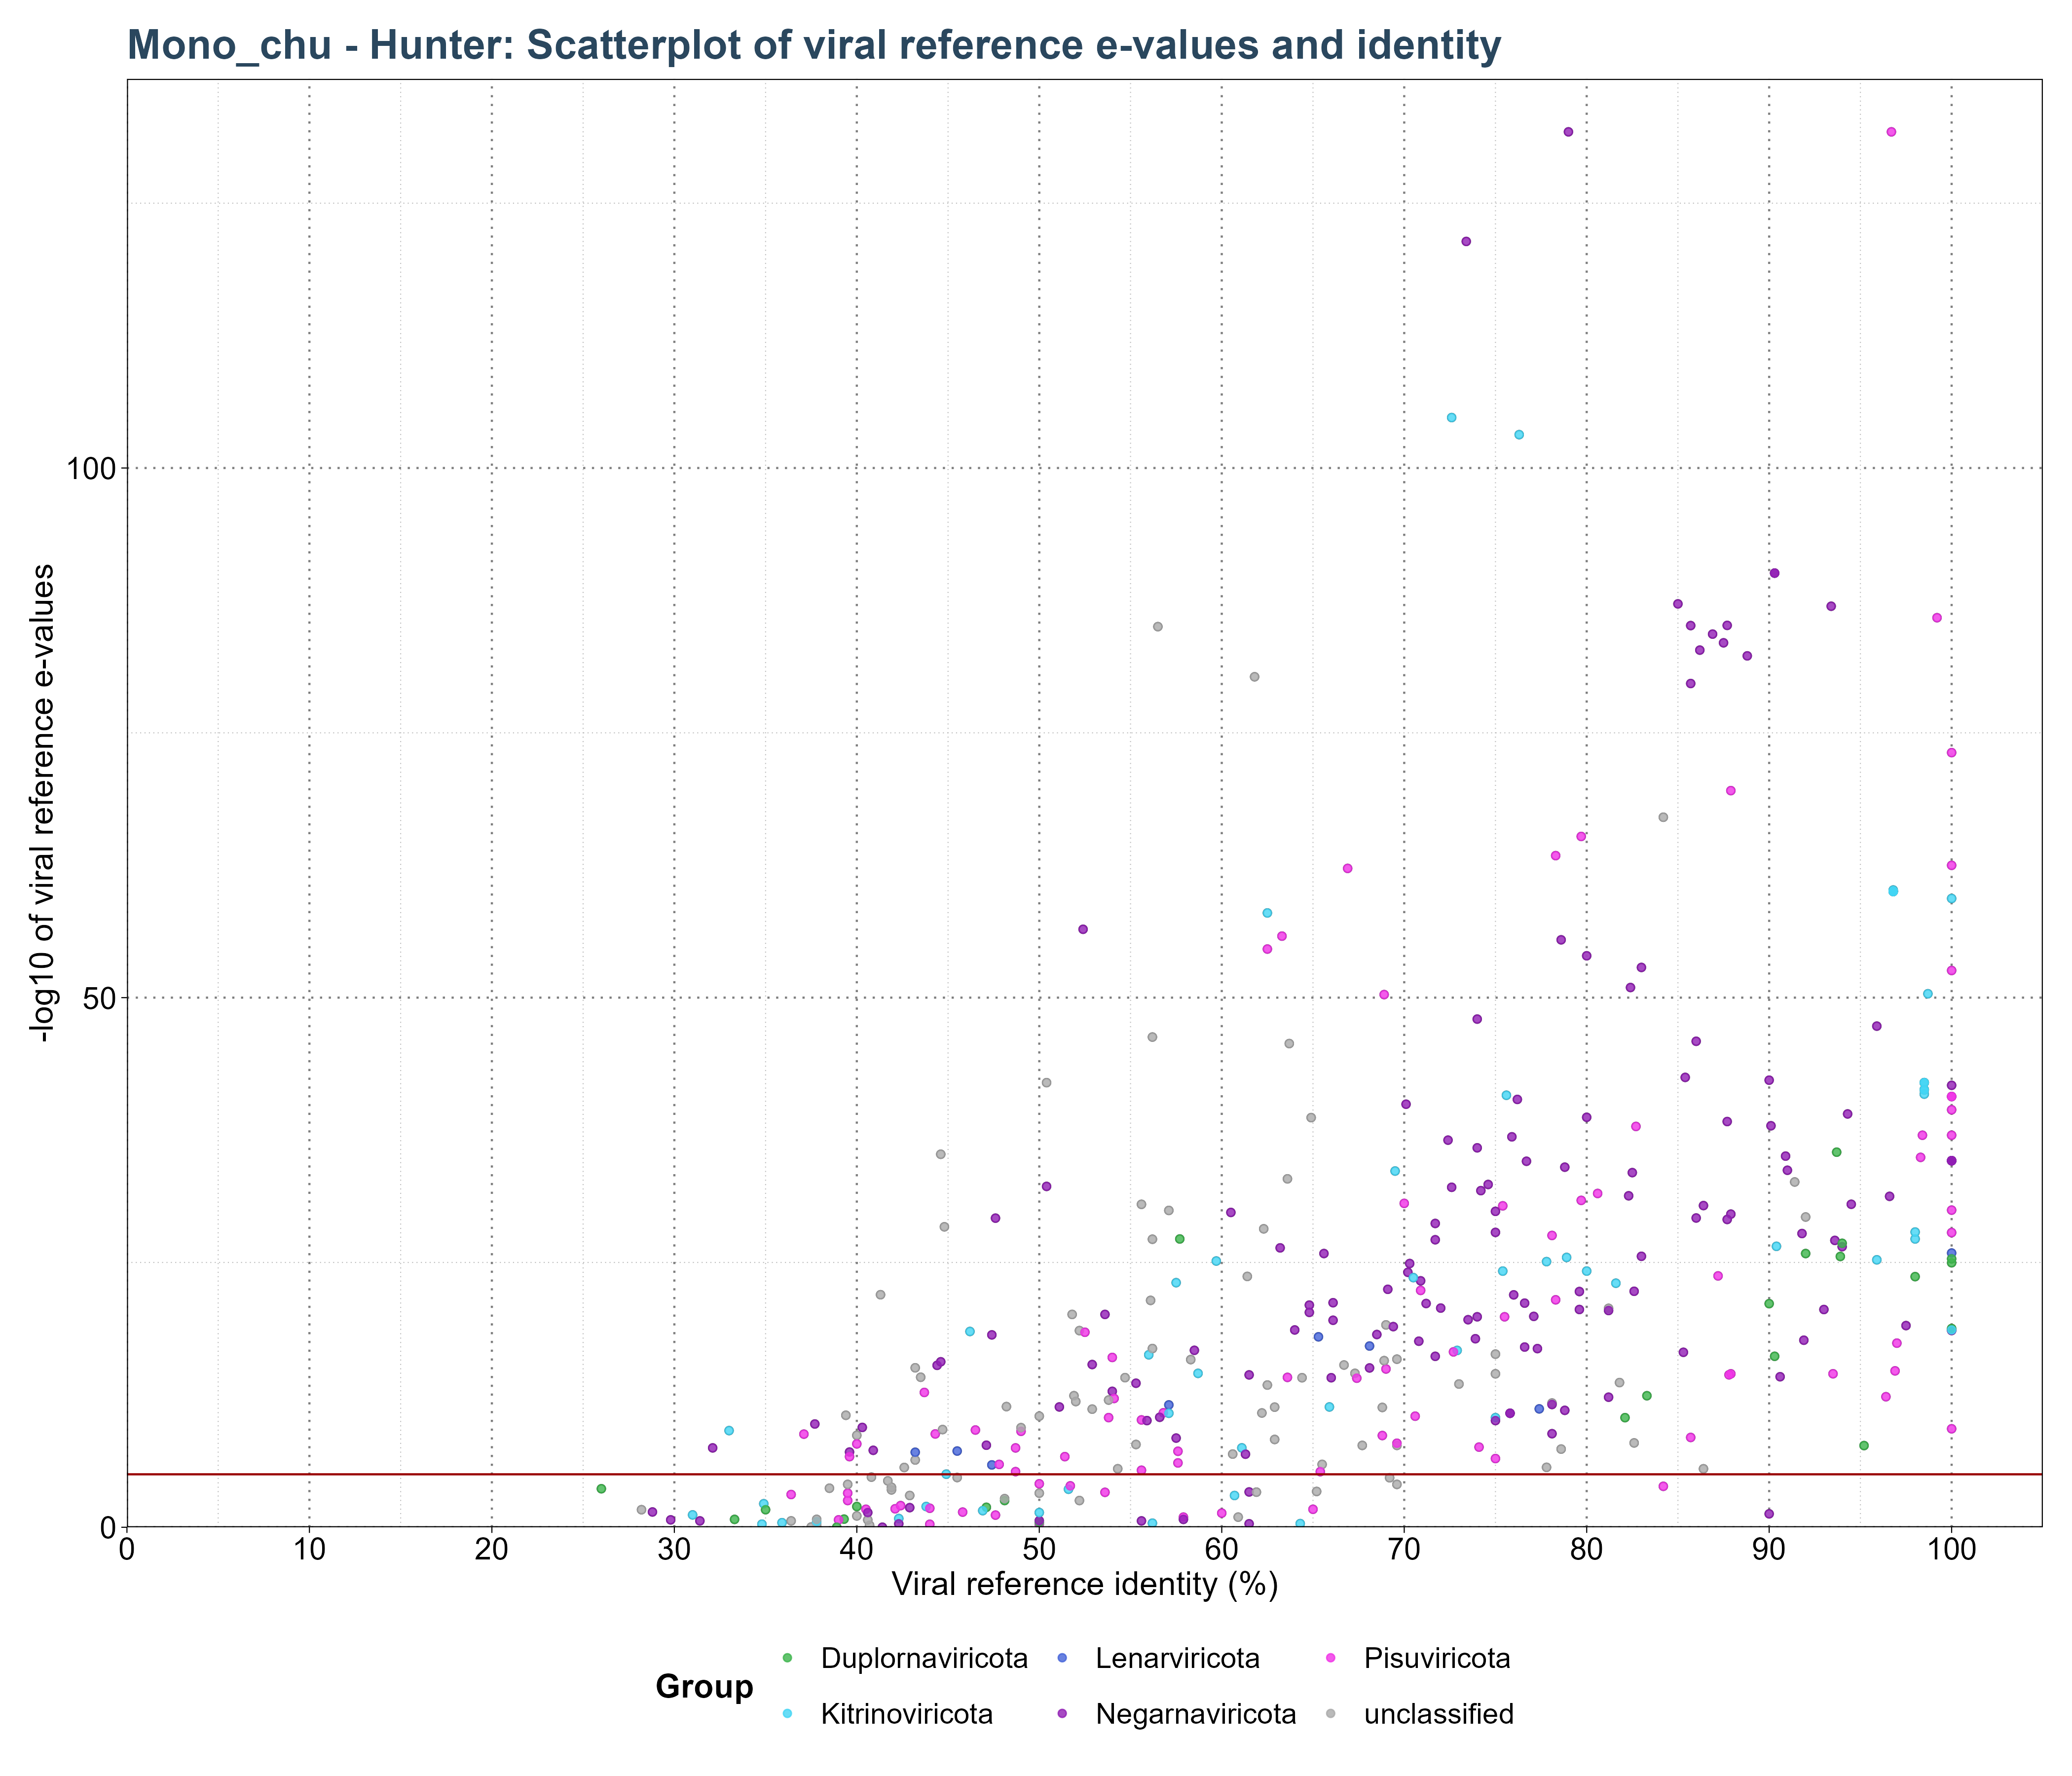 Mono_chu - Hunter: Scatterplot of viral reference e-values and identity
-log10 of viral reference e-values
100
50
0
0 10 20 30 40 50 60 70 80 90 100
Viral reference identity (%)
Group
Duplornaviricota Lenarviricota Pisuviricota
Kitrinoviricota Negarnaviricota unclassified